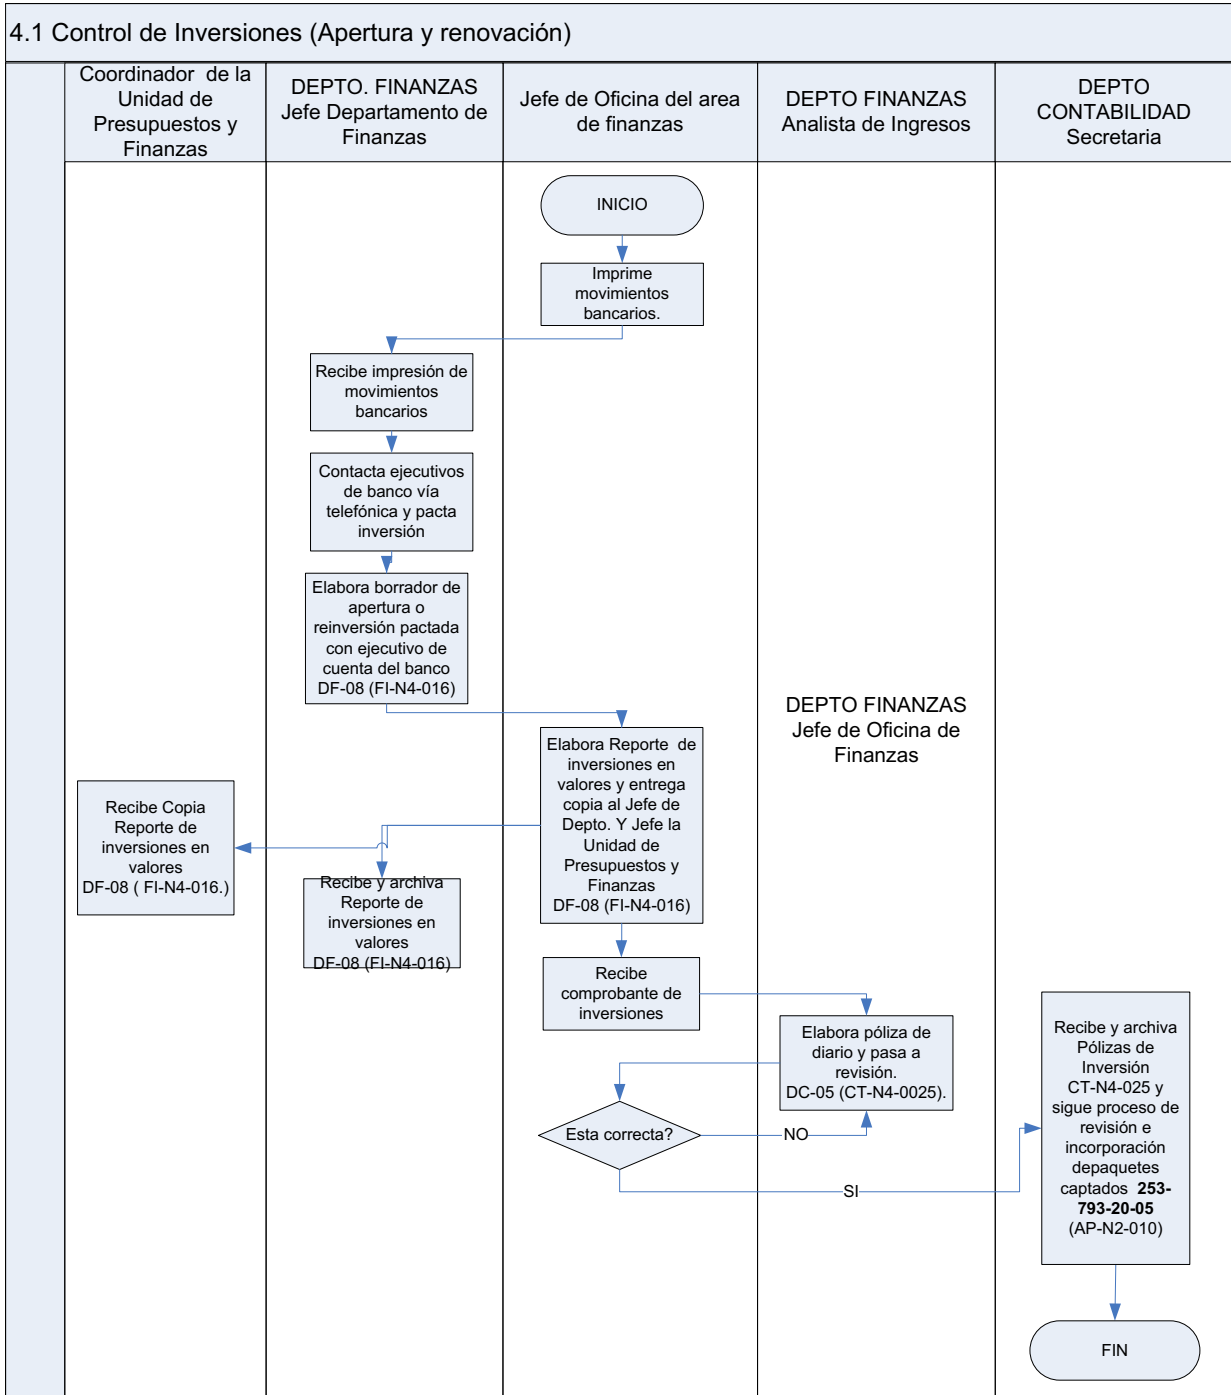 4.1 Control de Inversiones (Apertura y renovación)
Coordinador de la
Unidad de
Presupuestos y
Finanzas
DEPTO. FINANZAS
Jefe Departamento de
Finanzas
Jefe de Oficina del area
de finanzas
DEPTO FINANZAS
Analista de Ingresos
DEPTO
CONTABILIDAD
Secretaria
INICIO
Imprime
movimientos
bancarios.
Recibe impresión de
movimientos
bancarios
Contacta ejecutivos
de banco vía
telefónica y pacta
inversión
Elabora borrador de
apertura o
reinversión pactada
con ejecutivo de
cuenta del banco
DF-08 (FI-N4-016)
DEPTO FINANZAS
Jefe de Oficina de
Finanzas
Elabora Reporte de
inversiones en
valores y entrega
copia al Jefe de
Depto. Y Jefe la
Unidad de
Presupuestos y
Finanzas
DF-08 (FI-N4-016)
Recibe Copia
Reporte de
inversiones en
valores
DF-08 ( FI-N4-016.)
Recibe y archiva
Reporte de
inversiones en
valores
DF-08 (FI-N4-016)
Recibe
comprobante de
inversiones
Elabora póliza de
diario y pasa a
revisión.
DC-05 (CT-N4-0025).
Esta correcta?
NO
SI
Recibe y archiva
Pólizas de
Inversión
CT-N4-025 y
sigue proceso de
revisión e
incorporación
depaquetes
captados 253-
793-20-05
(AP-N2-010)
FIN